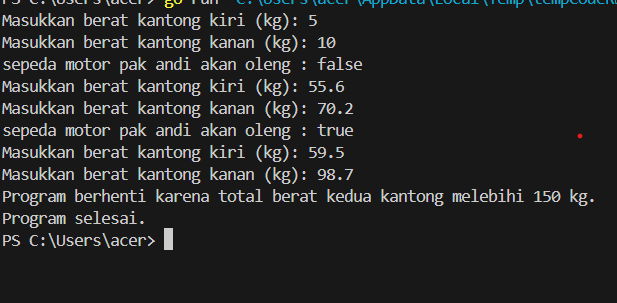 PS C:\Users\acer> go run "c:\Users\acer\AppData\Local\Temp\tempCodeRu
Masukkan berat kantong kiri (kg): 5
Masukkan berat kantong kanan (kg): 10
sepeda motor pak andi akan oleng : false
Masukkan berat kantong kiri (kg): 55.6
Masukkan berat kantong kanan (kg): 70.2
sepeda motor pak andi akan oleng : true
Masukkan berat kantong kiri (kg): 59.5
Masukkan berat kantong kanan (kg): 98.7
Program berhenti karena total berat kedua kantong melebihi 150 kg.
Program selesai.
PS C:\Users\acer>